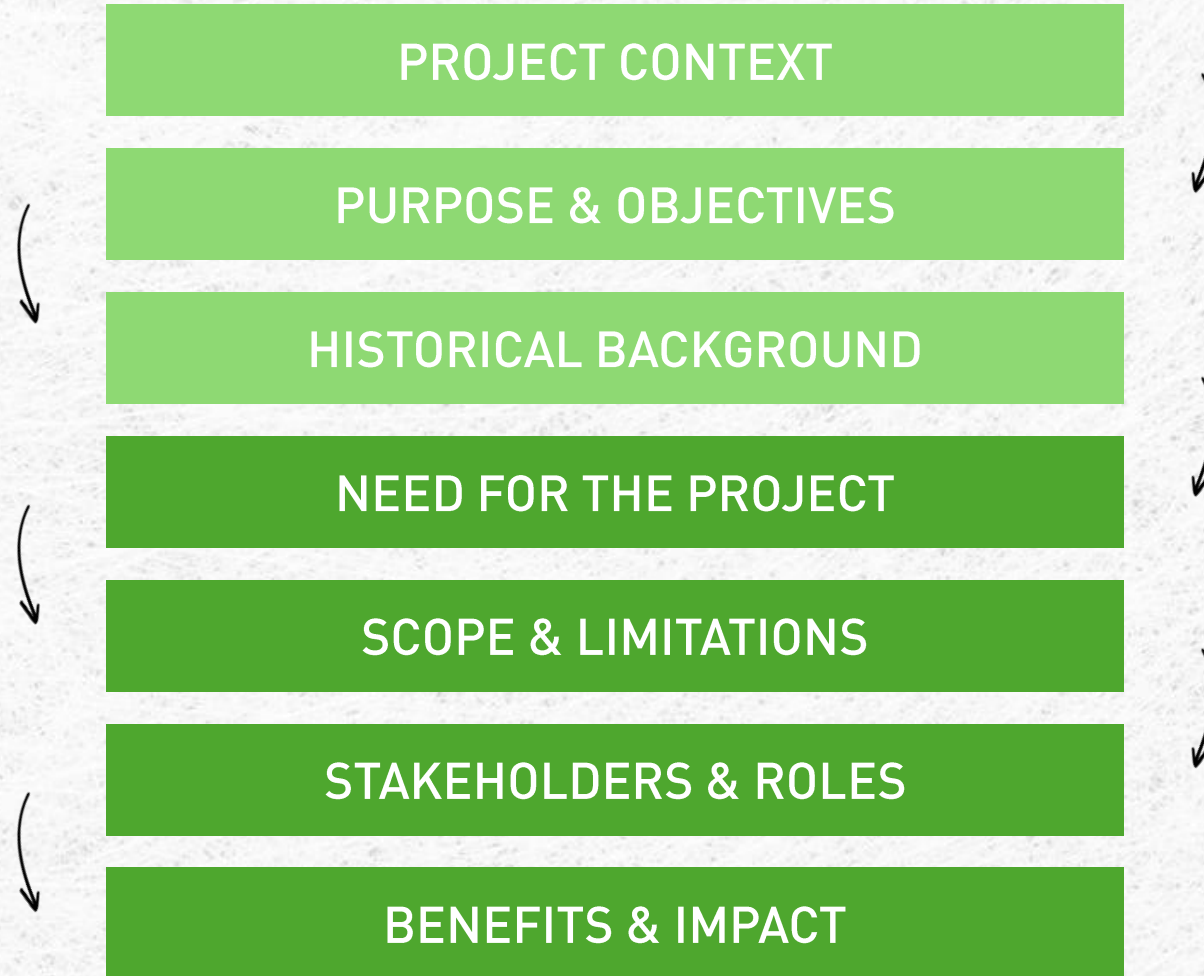 PROJECT CONTEXT
PURPOSE & OBJECTIVES
HISTORICAL BACKGROUND
NEED FOR THE PROJECT
SCOPE & LIMITATIONS
STAKEHOLDERS & ROLES
BENEFITS & IMPACT